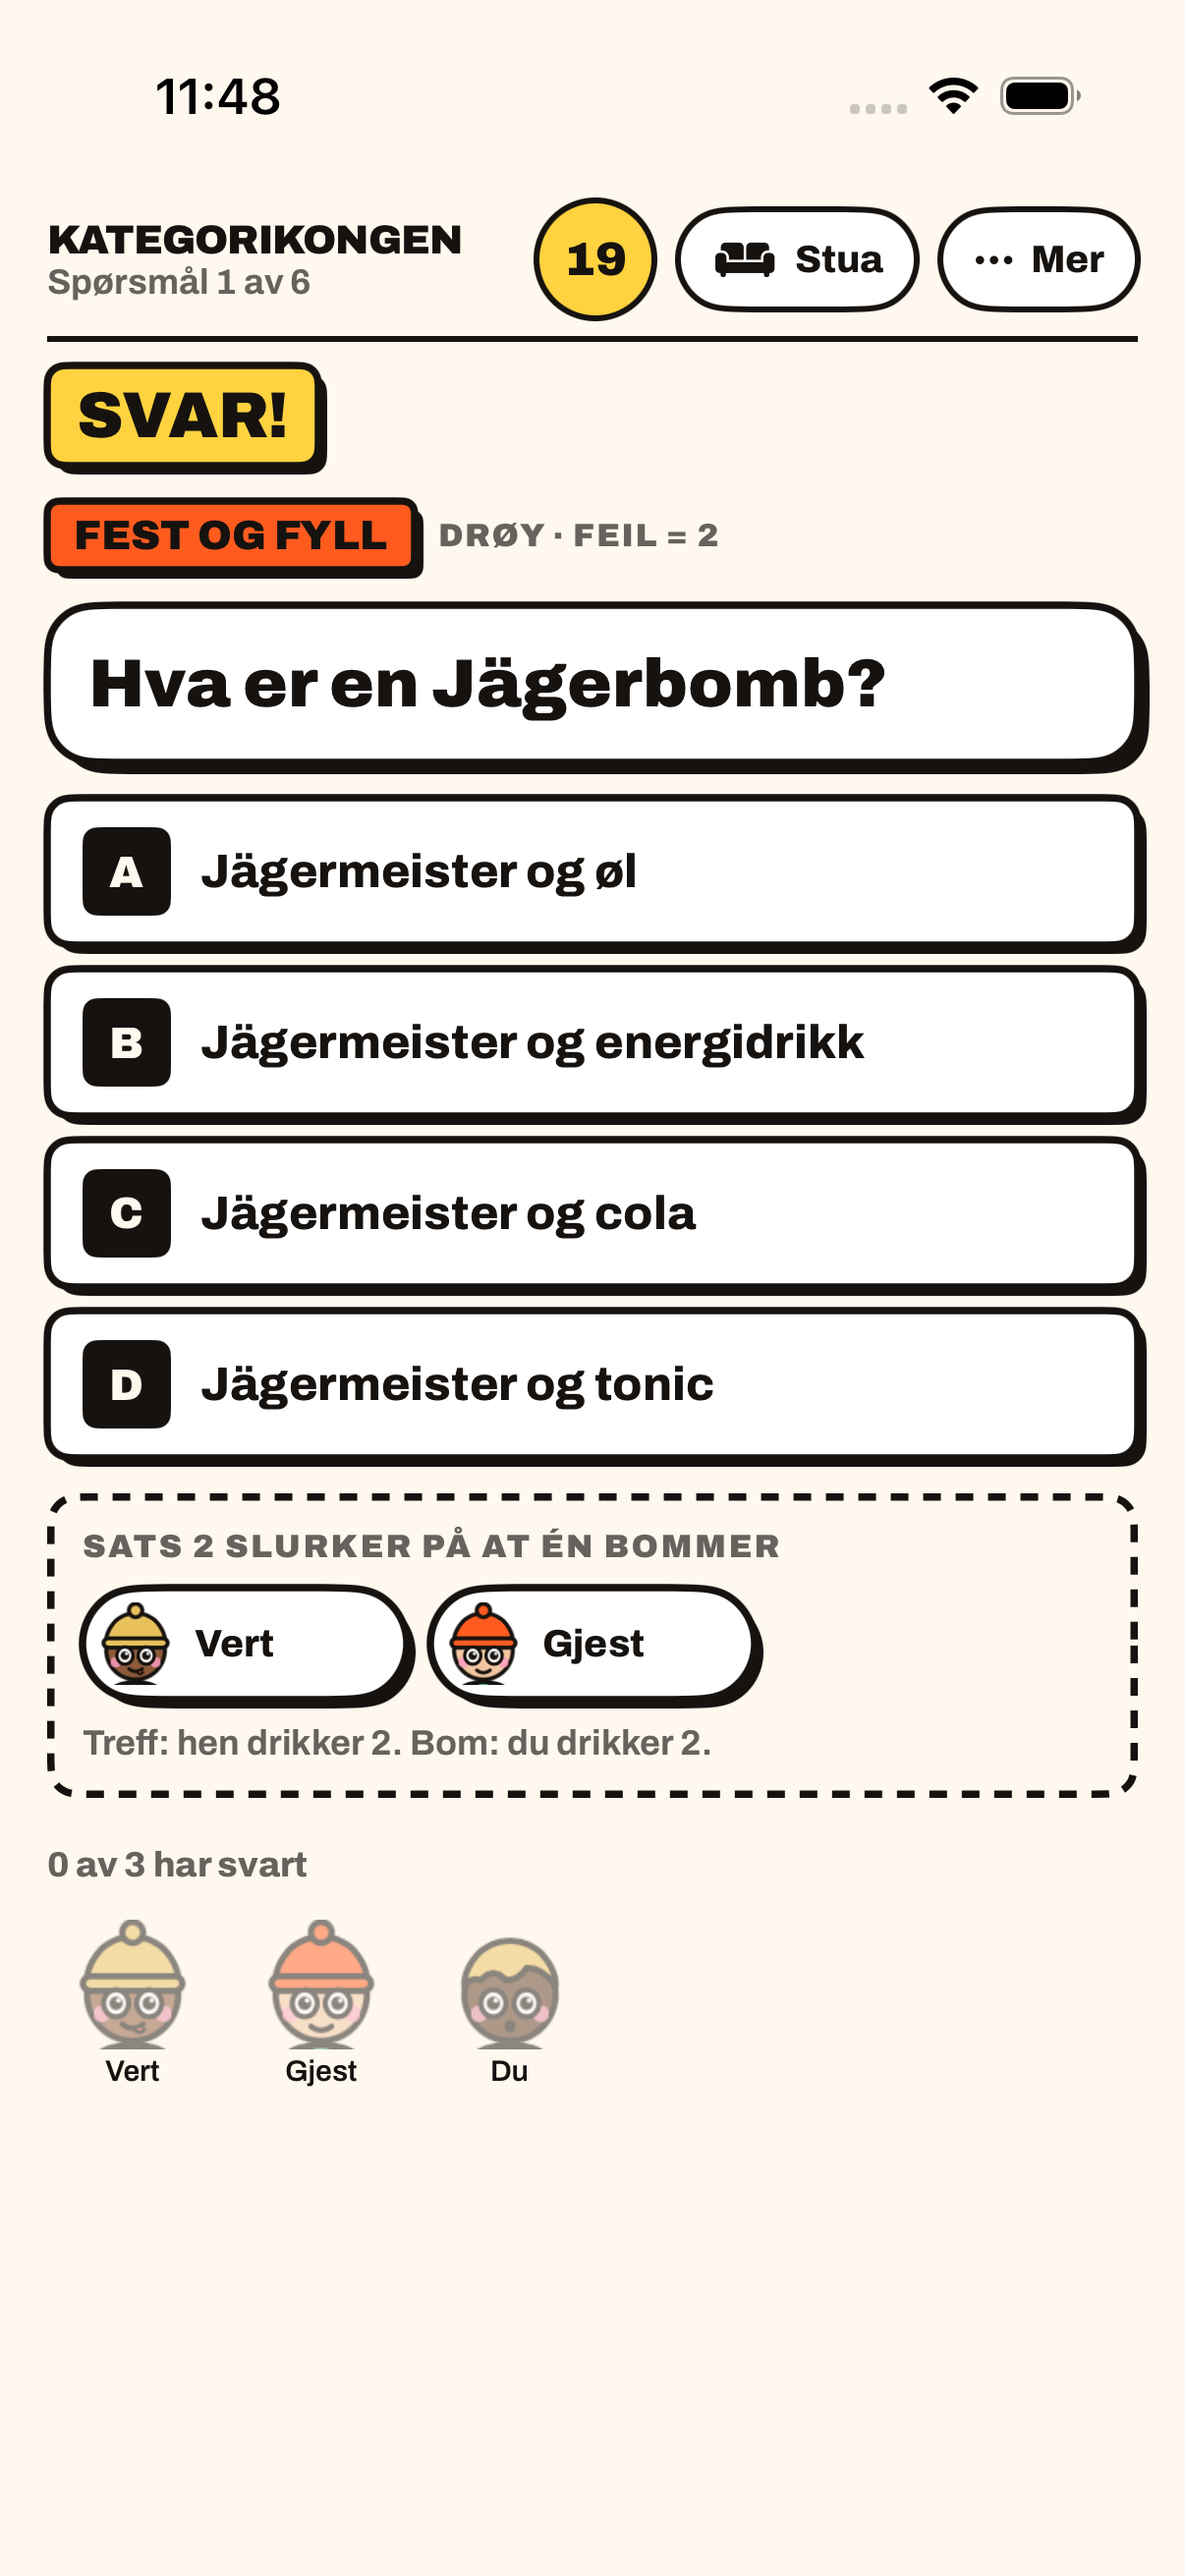 11:48
KATEGORIKONGEN
Spørsmål 1 av 6
19
Stua
Mer
SVAR!
FEST OG FYLL
DRØY · FEIL = 2
Hva er en Jägerbomb?
A Jägermeister og øl
B Jägermeister og energidrikk
C Jägermeister og cola
D Jägermeister og tonic
SATS 2 SLURKER PÅ AT ÉN BOMMER
Vert
Gjest
Treff: hen drikker 2. Bom: du drikker 2.
0 av 3 har svart
Vert
Gjest
Du